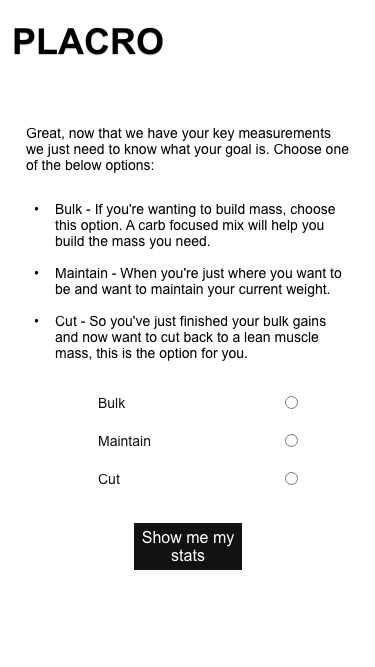 PLACRO
Great, now that we have your key measurements
we just need to know what your goal is. Choose one
of the below options:
• Bulk - If you're wanting to build mass, choose
this option. A carb focused mix will help you
build the mass you need.
• Maintain - When you're just where you want to
be and want to maintain your current weight.
• Cut - So you've just finished your bulk gains
and now want to cut back to a lean muscle
mass, this is the option for you.
Bulk
Maintain
Cut
Show me my
stats